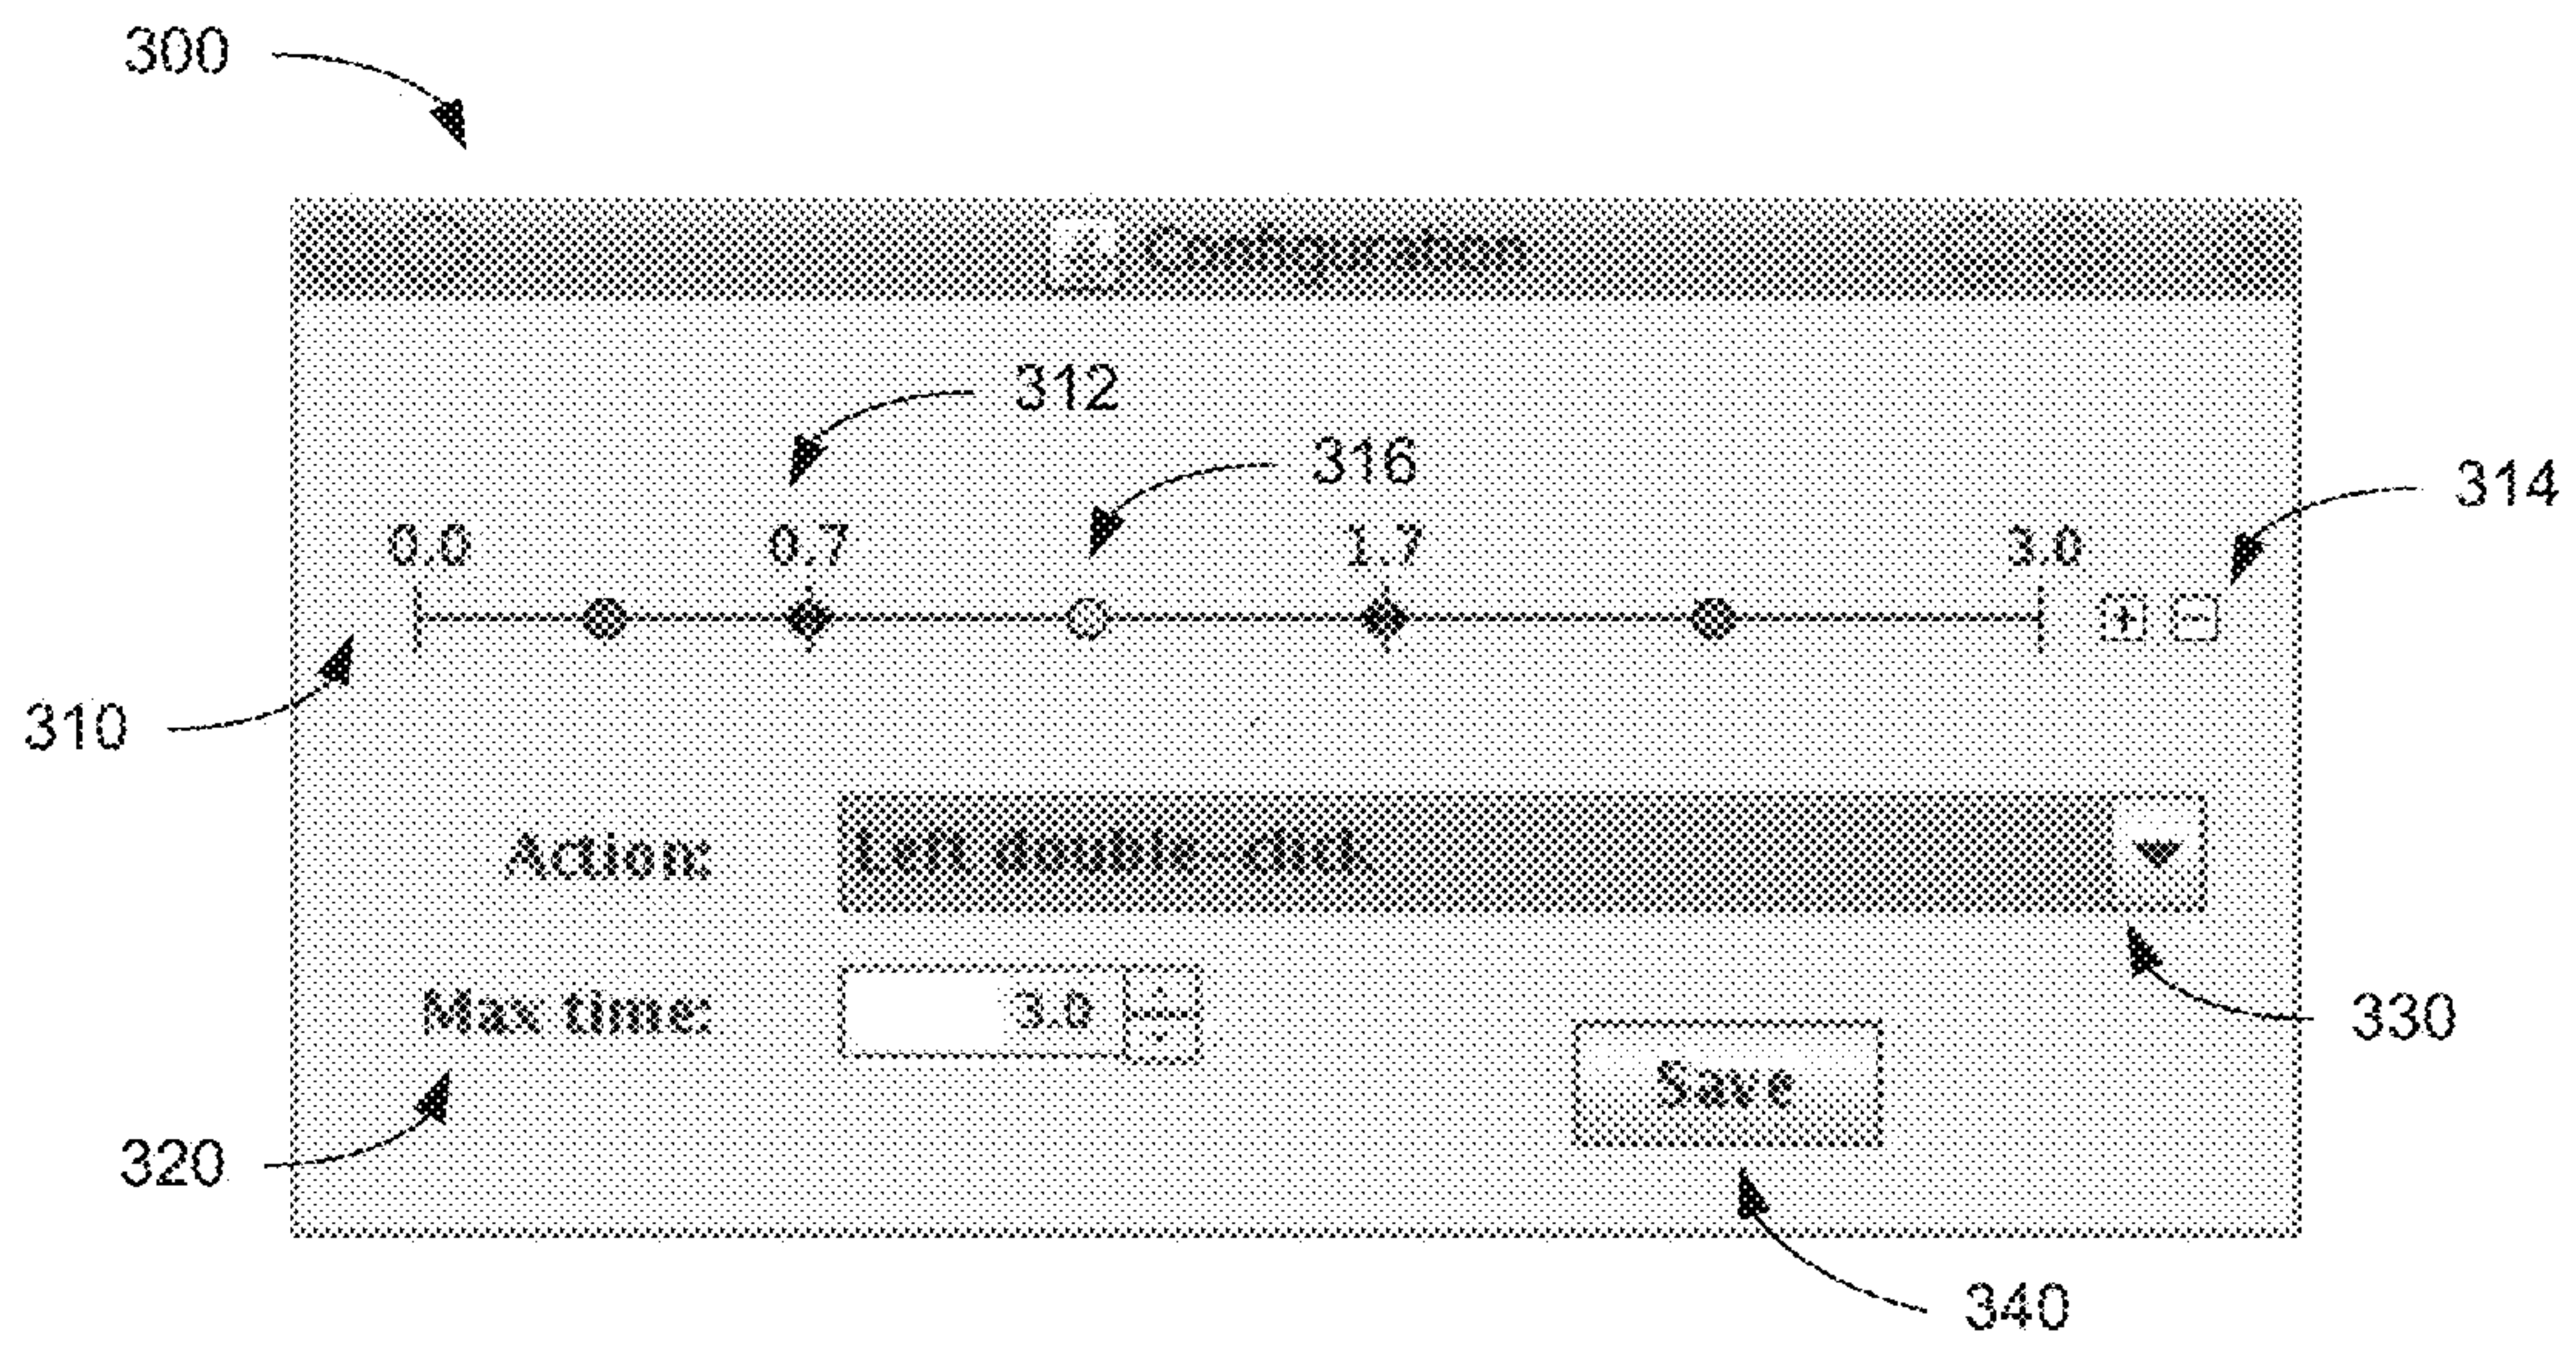 300
Configuration
312
316
314
0.0 0.7 1.7 3.0
+ -
310
Action: Left double-click
Max time: 3.0
330
Save
320
340